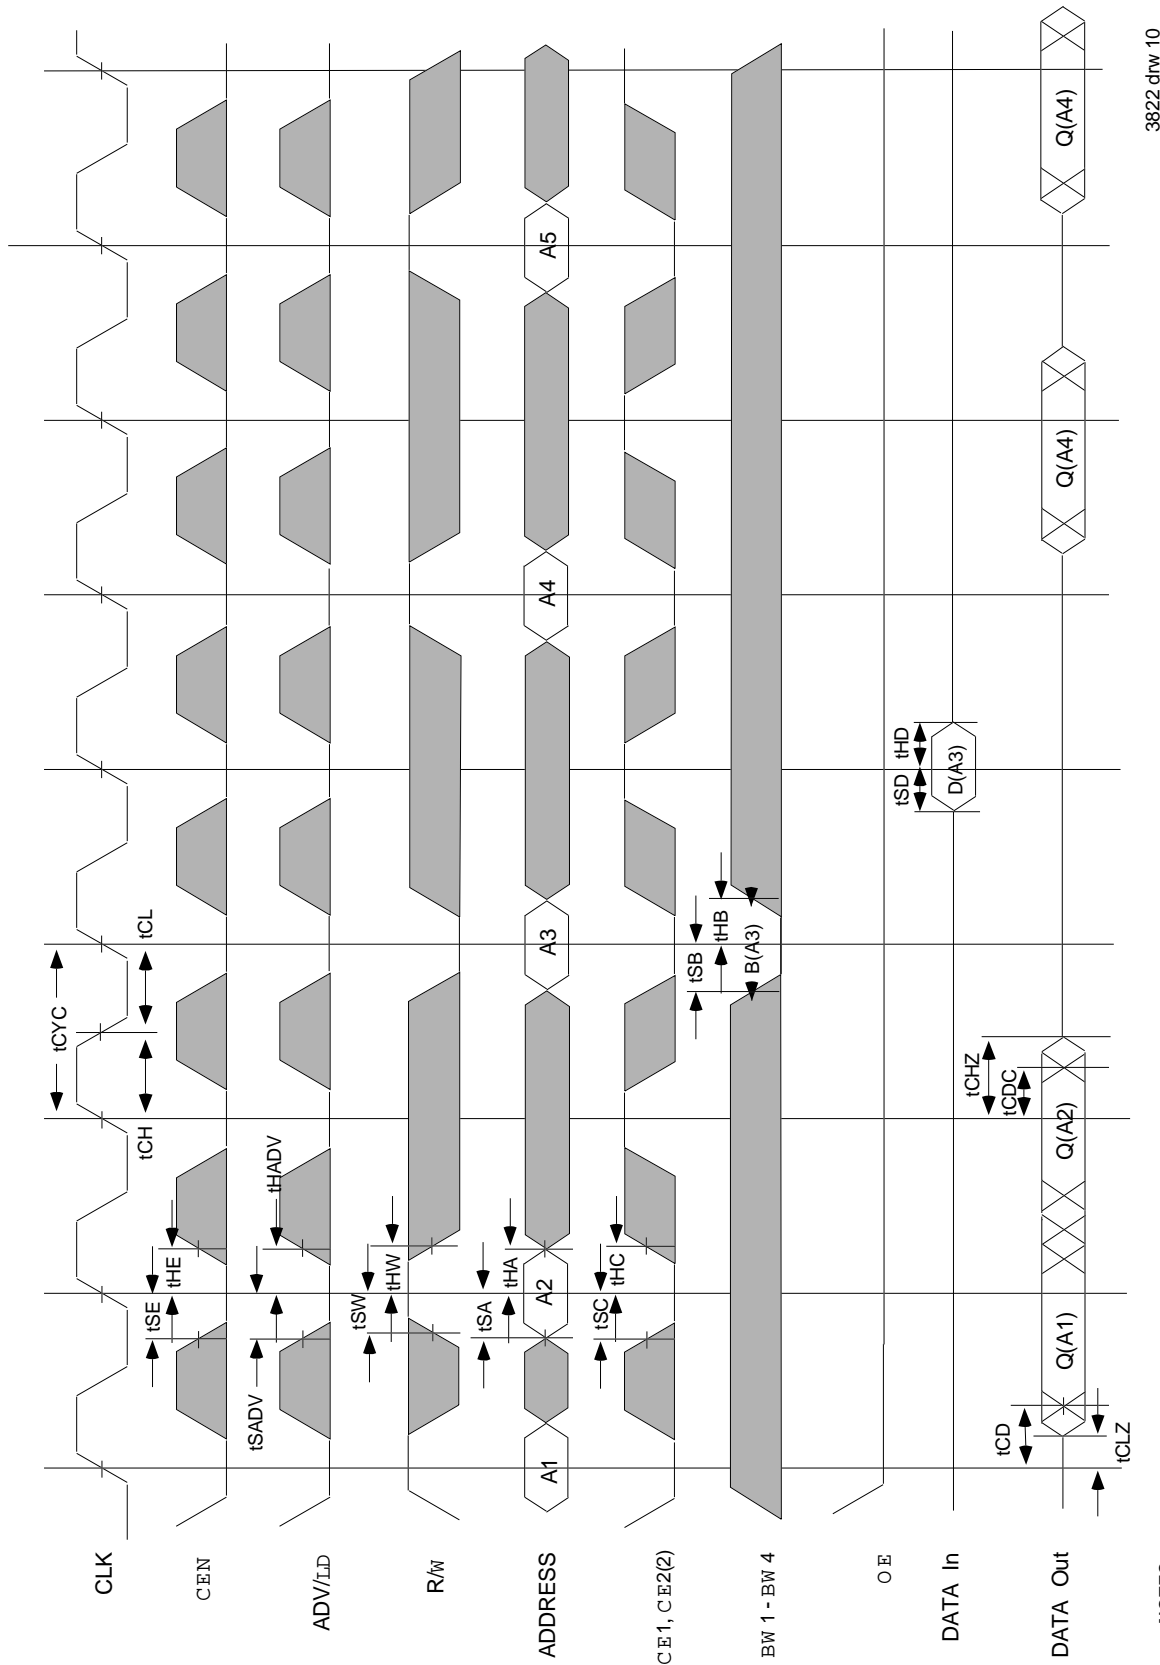 tCYC
tCH
tCL
CLK
tSE
tHE
CEN
tSADV
tHADV
ADV/LD
tSW
tHW
R/W
tSA
tHA
ADDRESS
A1
A2
A3
A4
A5
tSC
tHC
CE1, CE2(2)
tSB
tHB
BW1 - BW4
B(A3)
OE
tSD
tHD
DATA In
D(A3)
tCHZ
tCDC
tCD
DATA Out
Q(A1)
Q(A2)
Q(A4)
Q(A4)
tCLZ
3822 drw 10